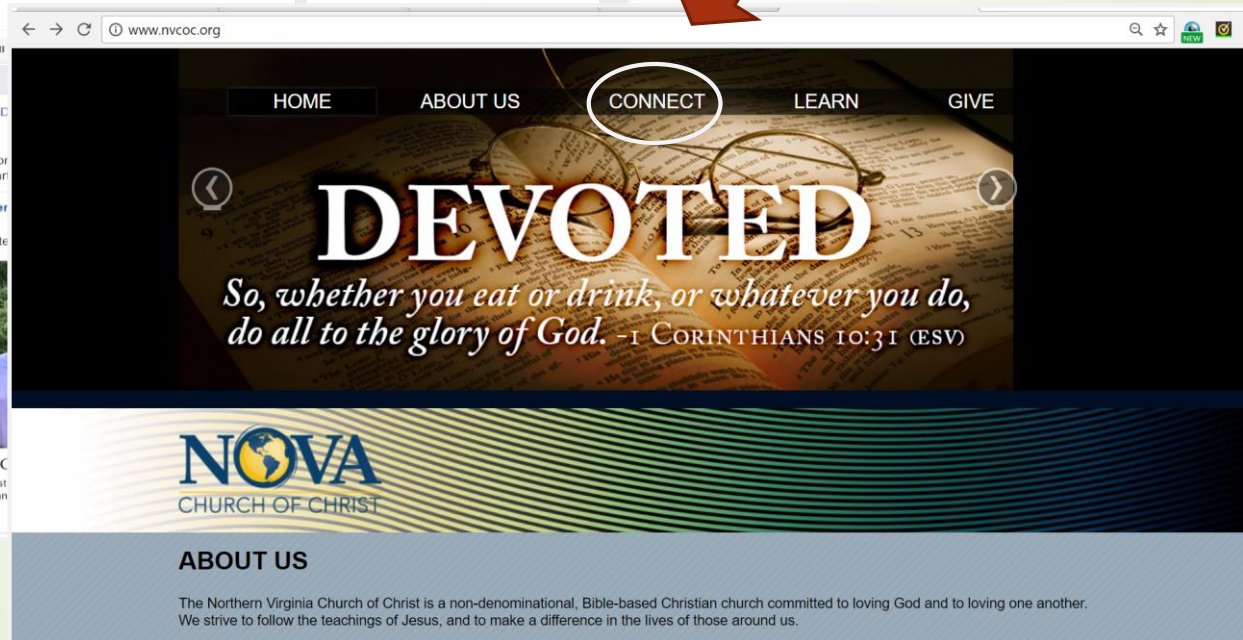 www.nvcoc.org
NEW
HOME ABOUT US CONNECT LEARN GIVE
DEVOTED
So, whether you eat or drink, or whatever you do,
do all to the glory of God. -1 Corinthians 10:31 (ESV)
NOVA
CHURCH OF CHRIST
ABOUT US
The Northern Virginia Church of Christ is a non-denominational, Bible-based Christian church committed to loving God and to loving one another.
We strive to follow the teachings of Jesus, and to make a difference in the lives of those around us.